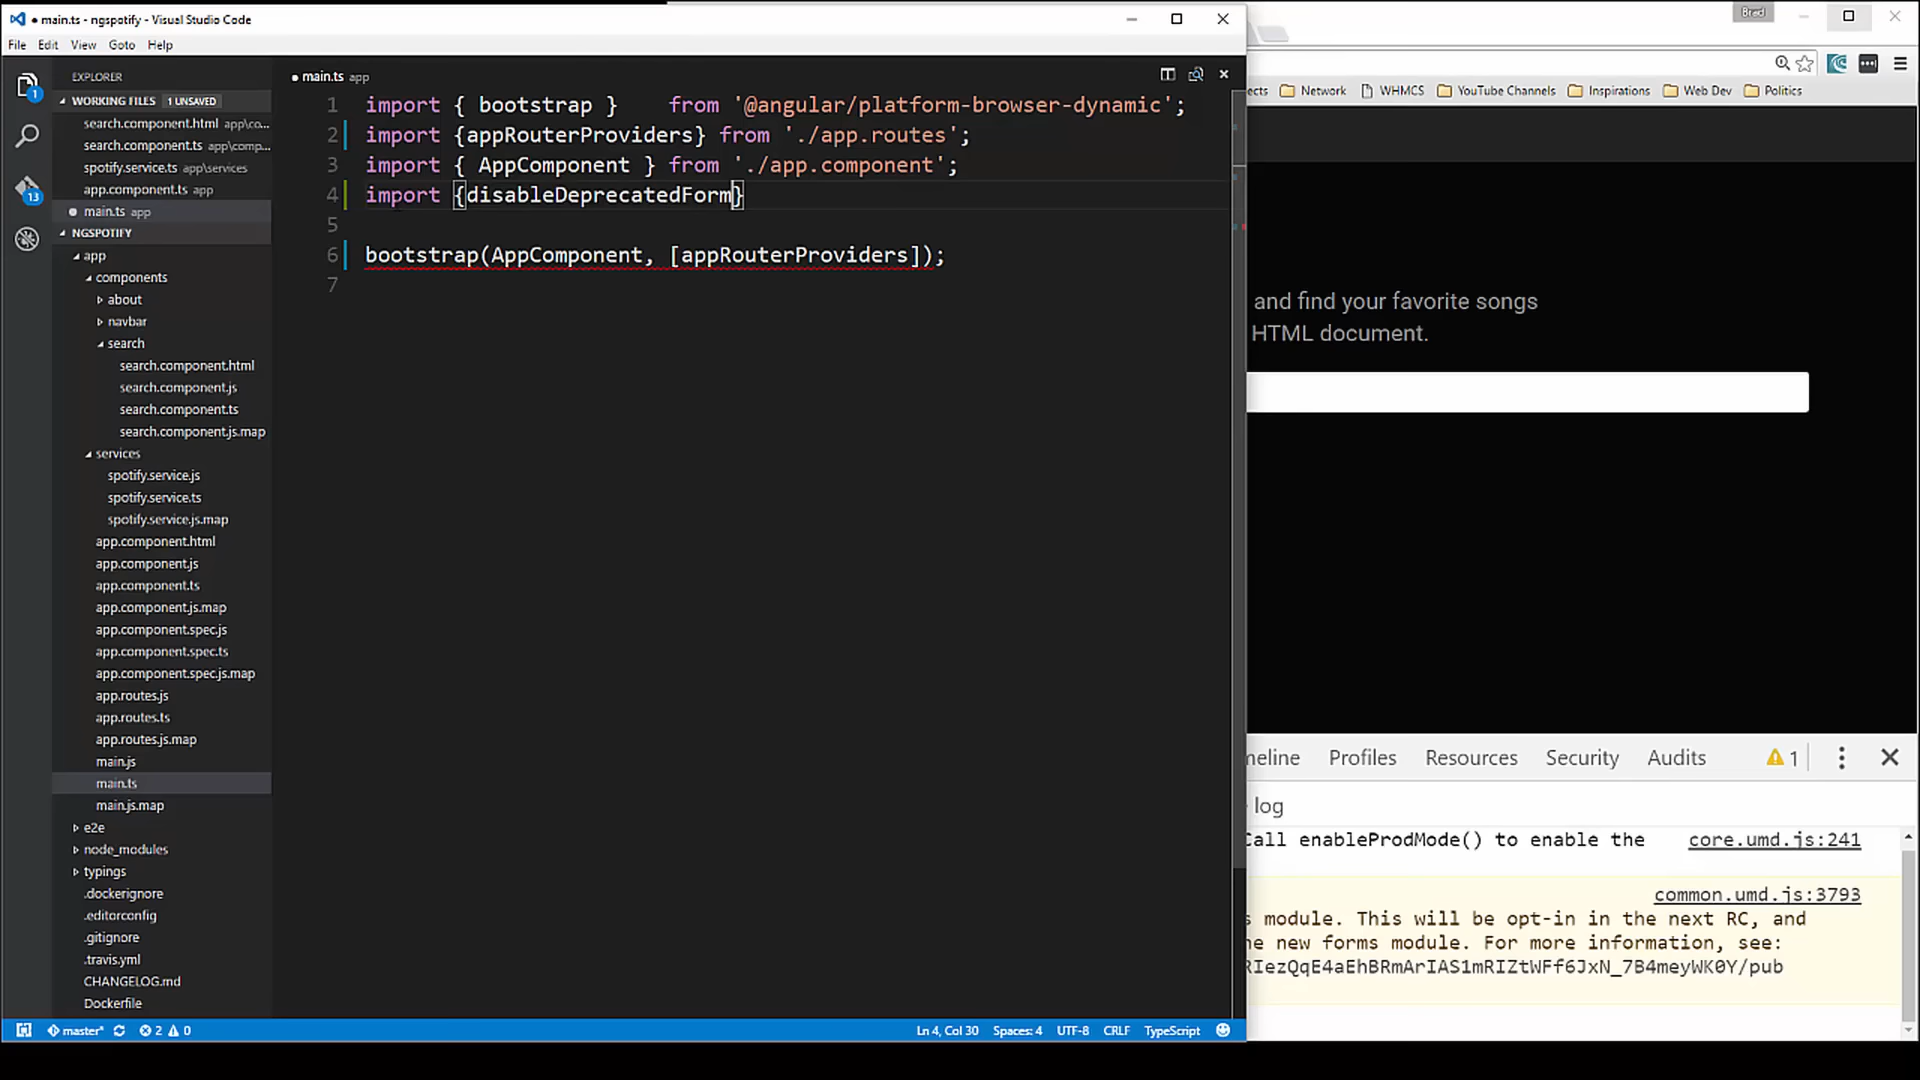 ● main.ts - ngspotify - Visual Studio Code
File Edit View Goto Help
EXPLORER
WORKING FILES 1 UNSAVED
search.component.html app\co...
search.component.ts app\comp...
spotify.service.ts app\services
app.component.ts app
● main.ts app
NGSPOTIFY
app
components
about
navbar
search
search.component.html
search.component.js
search.component.ts
search.component.js.map
services
spotify.service.js
spotify.service.ts
spotify.service.js.map
app.component.html
app.component.js
app.component.ts
app.component.js.map
app.component.spec.js
app.component.spec.ts
app.component.spec.js.map
app.routes.js
app.routes.ts
app.routes.js.map
main.js
main.ts
main.js.map
e2e
node_modules
typings
.dockerignore
.editorconfig
.gitignore
.travis.yml
CHANGELOG.md
Dockerfile
1
13
● main.ts app
1 import { bootstrap }    from '@angular/platform-browser-dynamic';
2 import {appRouterProviders} from './app.routes';
3 import { AppComponent } from './app.component';
4 import {disableDeprecatedForm}
5
6 bootstrap(AppComponent, [appRouterProviders]);
7
master* 2 0 Ln 4, Col 30 Spaces: 4 UTF-8 CRLF TypeScript
Brad
ects Network WHMCS YouTube Channels Inspirations Web Dev Politics
and find your favorite songs
HTML document.
meline Profiles Resources Security Audits 1
log
Call enableProdMode() to enable the core.umd.js:241
common.umd.js:3793
s module. This will be opt-in in the next RC, and
he new forms module. For more information, see:
RIezQqE4aEhBRmArIAS1mRIZtWFf6JxN_7B4meyWK0Y/pub